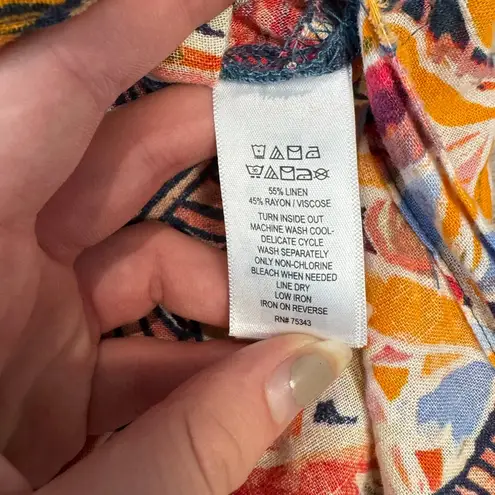 55% LINEN
45% RAYON / VISCOSE
TURN INSIDE OUT
MACHINE WASH COOL-
DELICATE CYCLE
WASH SEPARATELY
ONLY NON-CHLORINE
BLEACH WHEN NEEDED
LINE DRY
LOW IRON
IRON ON REVERSE
RN# 75343